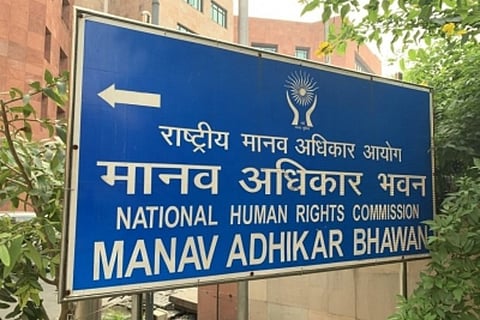 राष्ट्रीय मानव अधिकार आयोग
मानव अधिकार भवन
NATIONAL HUMAN RIGHTS COMMISSION
MANAV ADHIKAR BHAWAN